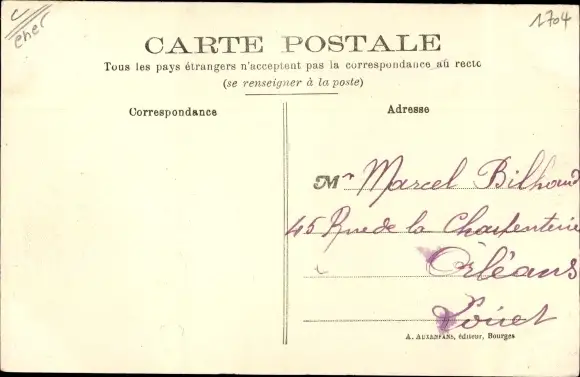 cher
1704
CARTE POSTALE
Tous les pays étrangers n'acceptent pas la correspondance au recto
(se renseigner à la poste)
Correspondance
Adresse
Mr Marcel Bilhoud
45 Rue de la Charpenterie
Orléans
Loiret
A. AUXENFANS, éditeur, Bourges